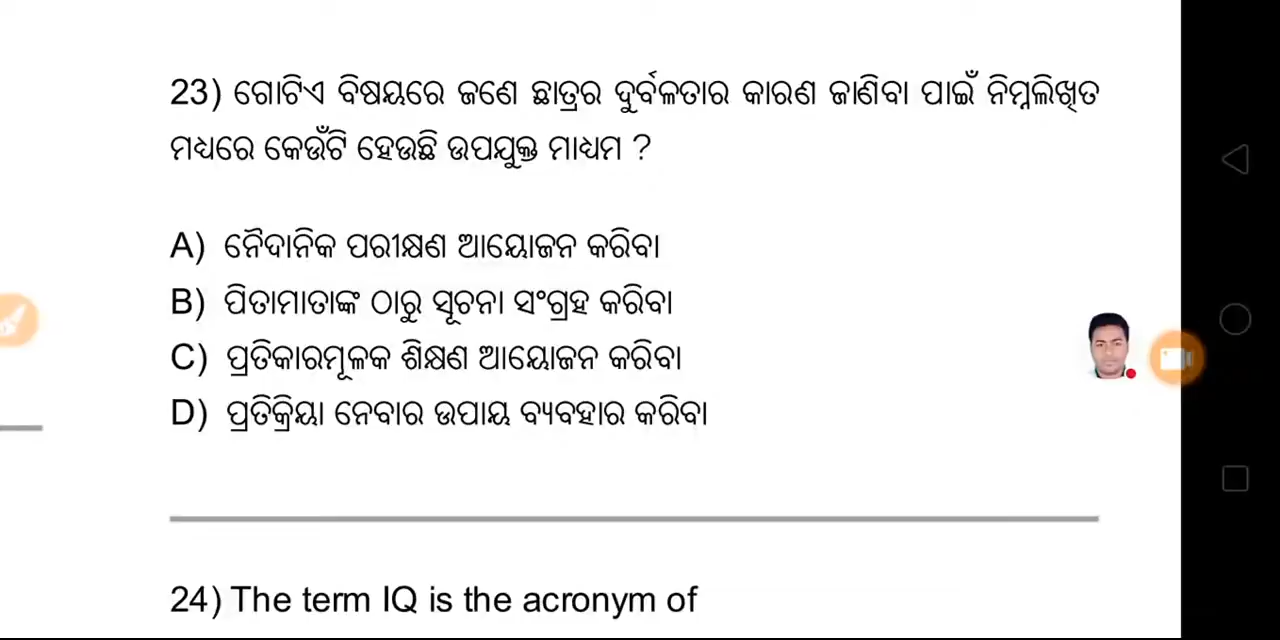 23) ଗୋଟିଏ ବିଷୟରେ ଜଣେ ଛାତ୍ରର ଦୁର୍ବଳତାର କାରଣ ଜାଣିବା ପାଇଁ ନିମ୍ନଲିଖିତ
ମଧ୍ୟରେ କେଉଁଟି ହେଉଛି ଉପଯୁକ୍ତ ମାଧ୍ୟମ ?
A) ନୈଦାନିକ ପରୀକ୍ଷଣ ଆୟୋଜନ କରିବା
B) ପିତାମାତାଙ୍କ ଠାରୁ ସୂଚନା ସଂଗ୍ରହ କରିବା
C) ପ୍ରତିକାରମୂଳକ ଶିକ୍ଷଣ ଆୟୋଜନ କରିବା
D) ପ୍ରତିକ୍ରିୟା ନେବାର ଉପାୟ ବ୍ୟବହାର କରିବା
24) The term IQ is the acronym of